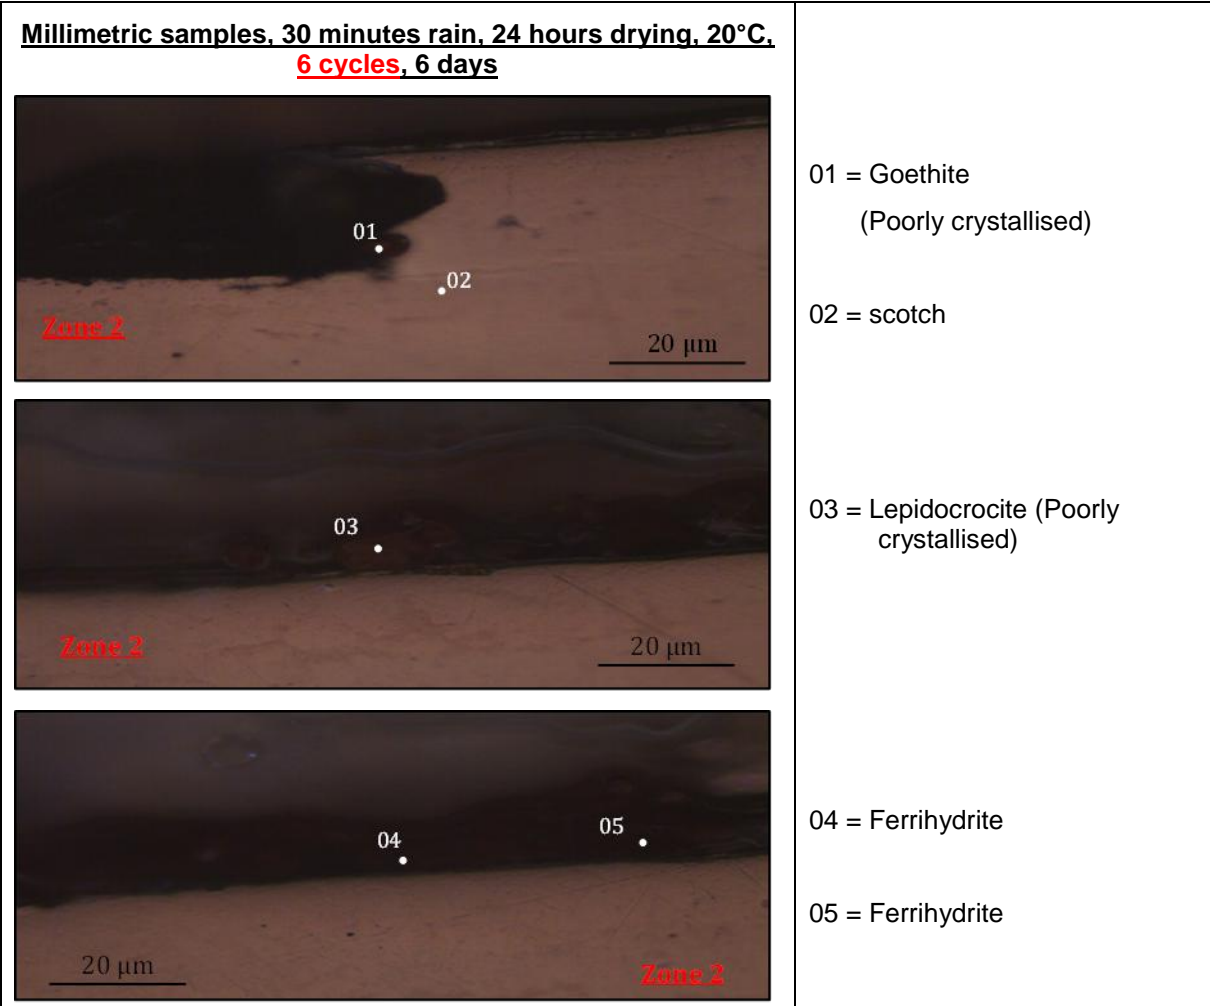 Millimetric samples, 30 minutes rain, 24 hours drying, 20°C,
6 cycles, 6 days
01
02
Zone 2
20 µm
01 = Goethite
(Poorly crystallised)
02 = scotch
03
Zone 2
20 µm
03 = Lepidocrocite (Poorly
crystallised)
04
05
20 µm
Zone 2
04 = Ferrihydrite
05 = Ferrihydrite